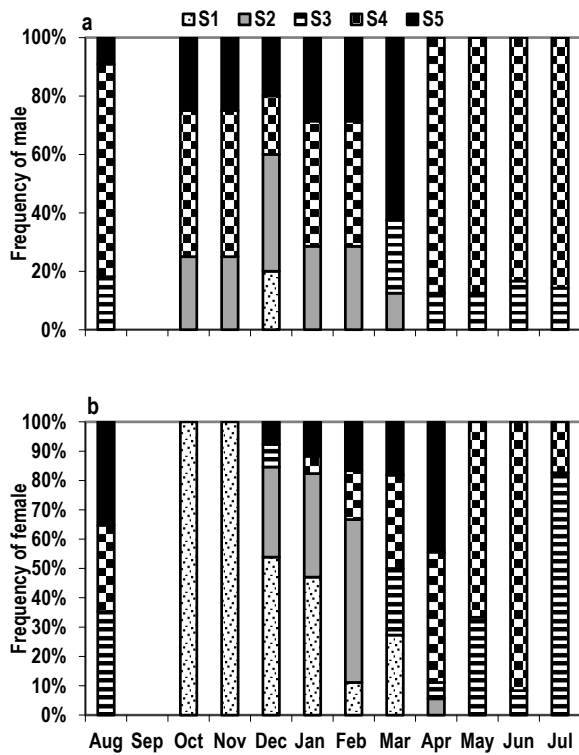 S1 S2 S3 S4 S5
a
100%
80%
60%
40%
20%
0%
Frequency of male
b
100%
90%
80%
70%
60%
50%
40%
30%
20%
10%
0%
Frequency of female
Aug Sep Oct Nov Dec Jan Feb Mar Apr May Jun Jul